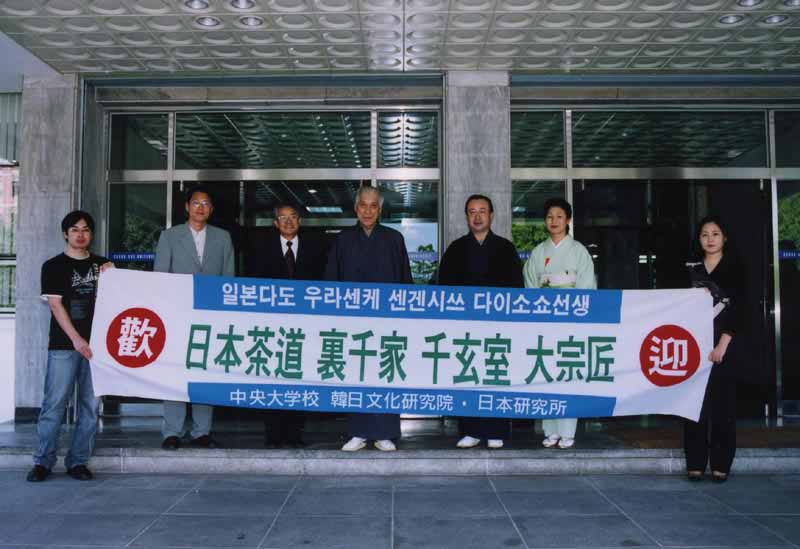 일본다도 우라센케 센겐시쓰 다이소쇼선생
歡 日本茶道 裏千家 千玄室 大宗匠 迎
中央大学校 韓日文化研究院・日本研究所